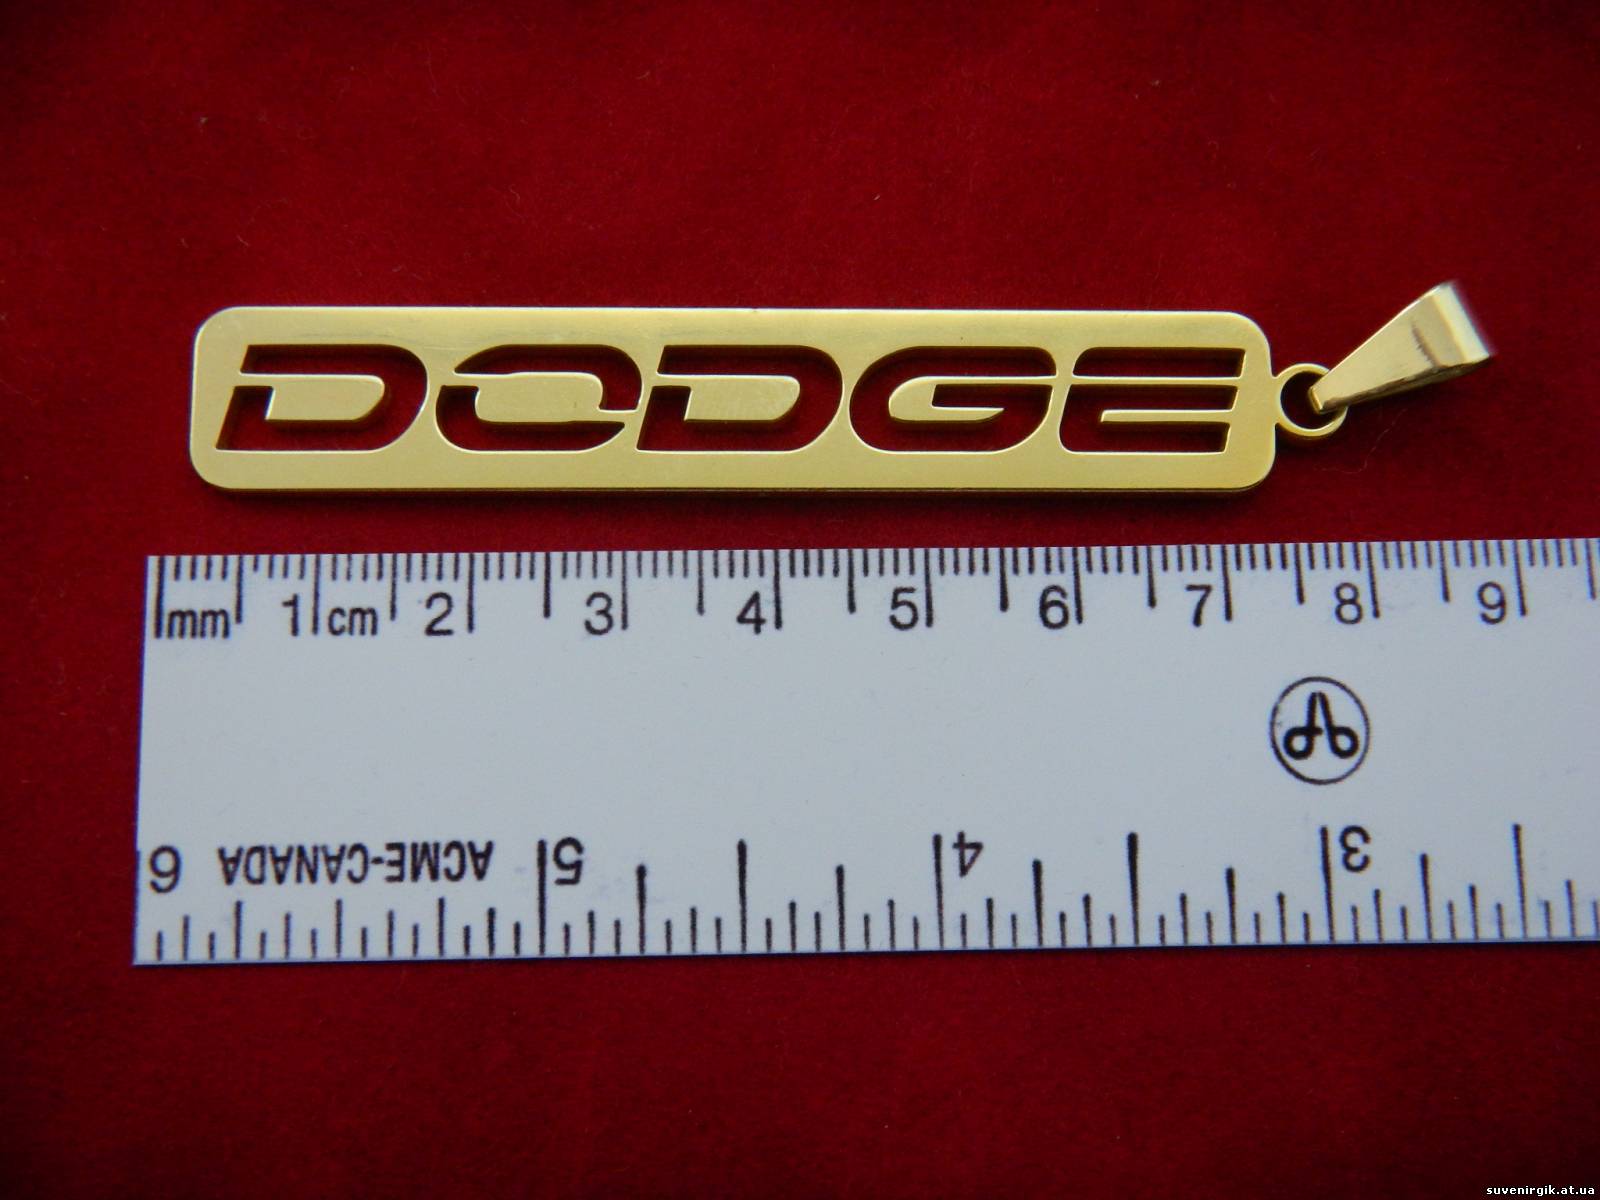 DODGE
mm 1 cm 2 3 4 5 6 7 8 9
6 ACME-CANADA 5 4 3
suvenirgik.at.ua